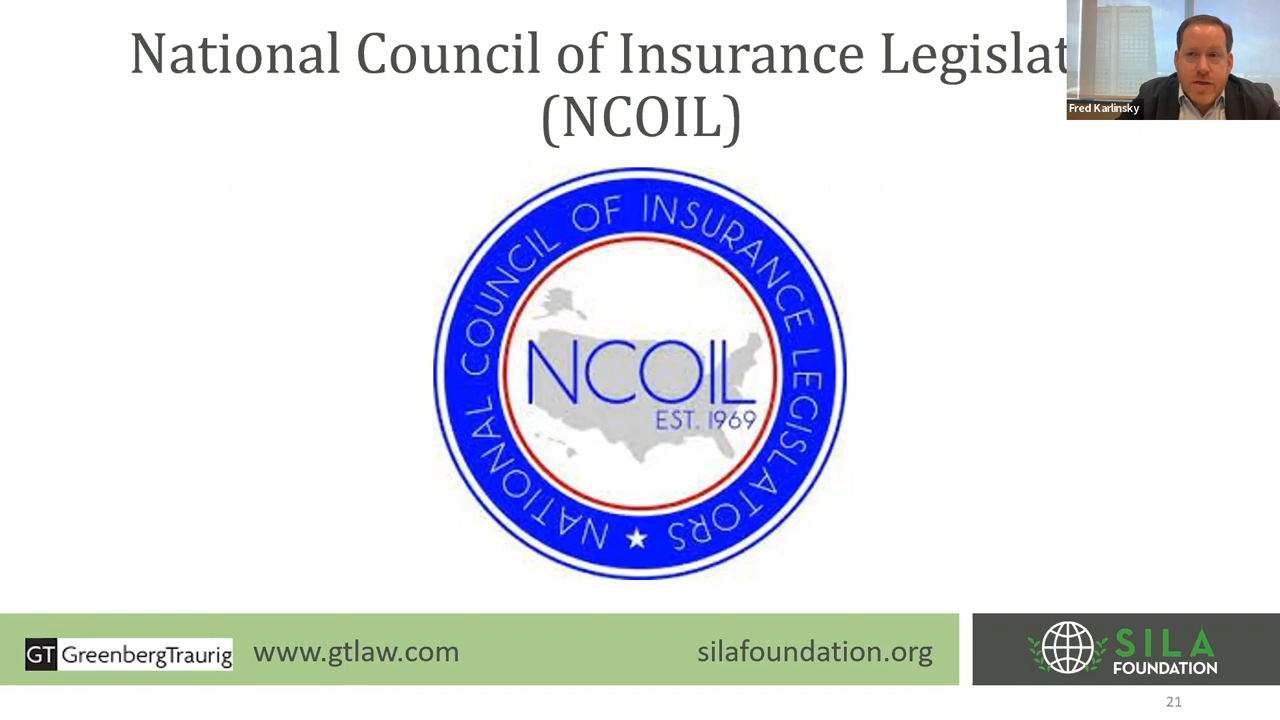 National Council of Insurance Legislat
(NCOIL)
Fred Karlinsky
NATIONAL COUNCIL OF INSURANCE LEGISLATORS
NCOIL
EST. 1969
GT GreenbergTraurig
www.gtlaw.com
silafoundation.org
SILA
FOUNDATION
21